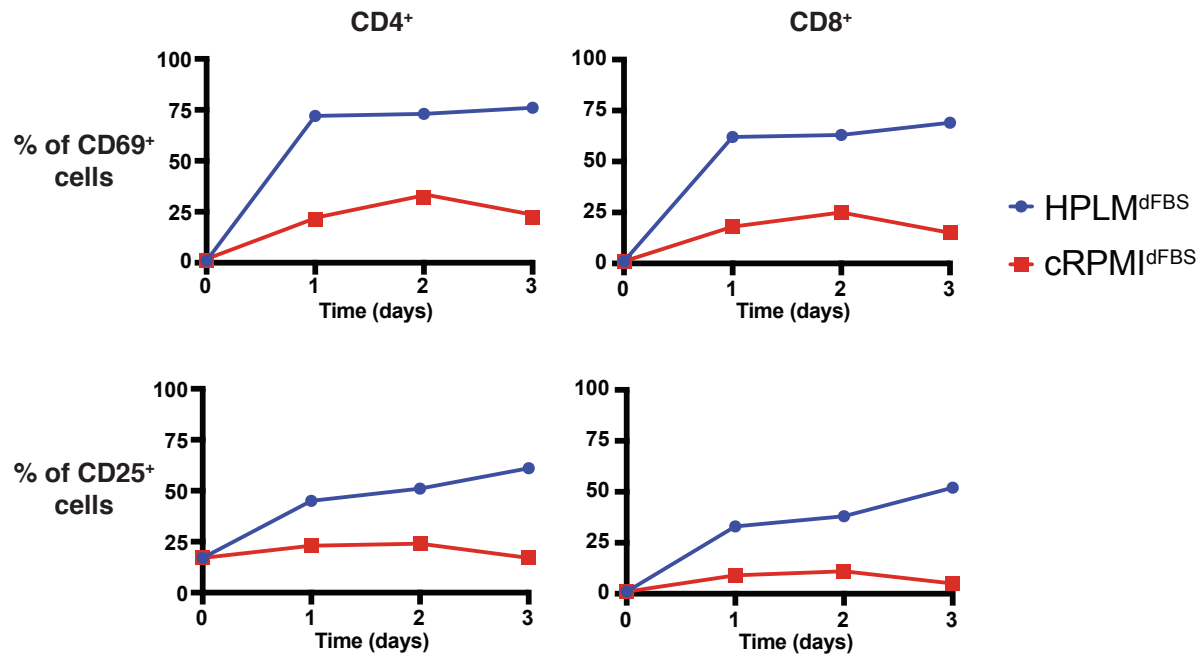 CD4⁺
CD8⁺
% of CD69⁺
cells
100
75
50
25
0
0 1 2 3
Time (days)
100
75
50
25
0
0 1 2 3
Time (days)
HPLMᵈFBS
cRPMIᵈFBS
% of CD25⁺
cells
100
75
50
25
0
0 1 2 3
Time (days)
100
75
50
25
0
0 1 2 3
Time (days)